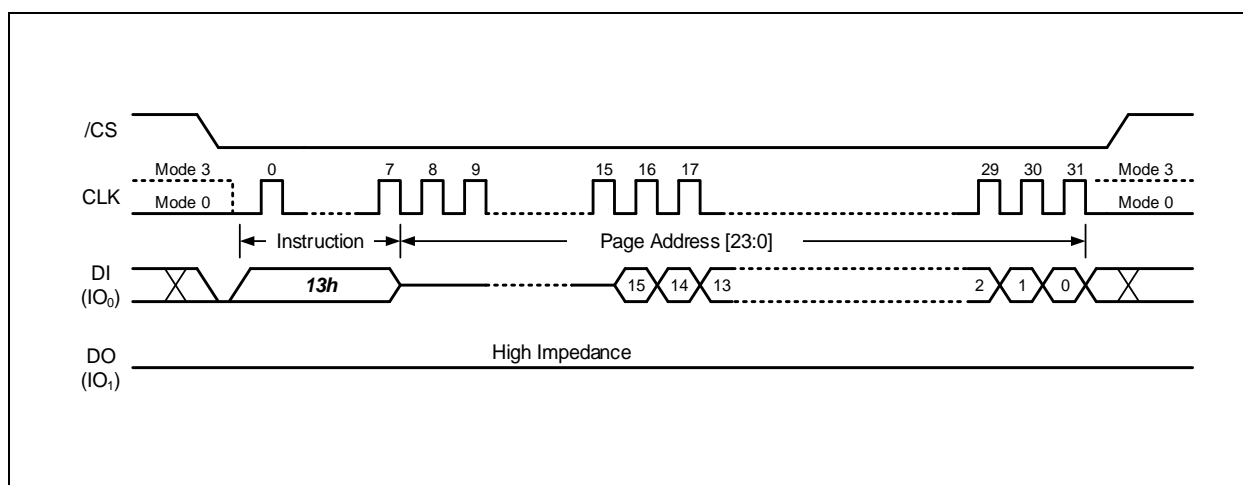 /CS
Mode 3 0 7 8 9 15 16 17 29 30 31 Mode 3
CLK
Mode 0 Mode 0
Instruction Page Address [23:0]
DI
(IO₀)
13h 15 14 13 2 1 0
DO
(IO₁)
High Impedance